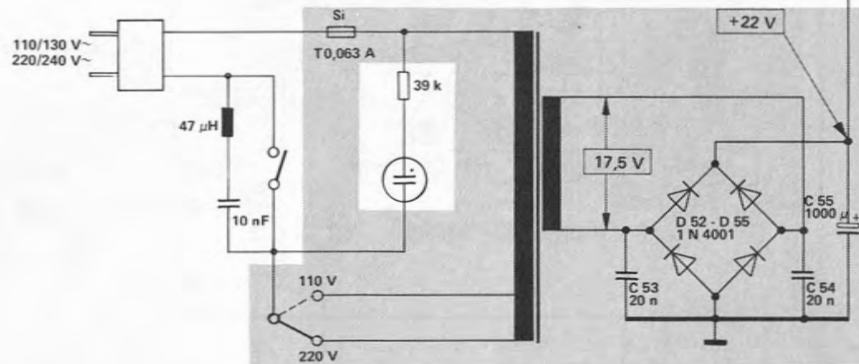 110/130 V~
220/240 V~
Si
T0,063 A
39 k
47 μH
10 nF
110 V
220 V
17,5 V
+22 V
D 52 - D 55
1 N 4001
C 53
20 n
C 54
20 n
C 55
1000 μ +